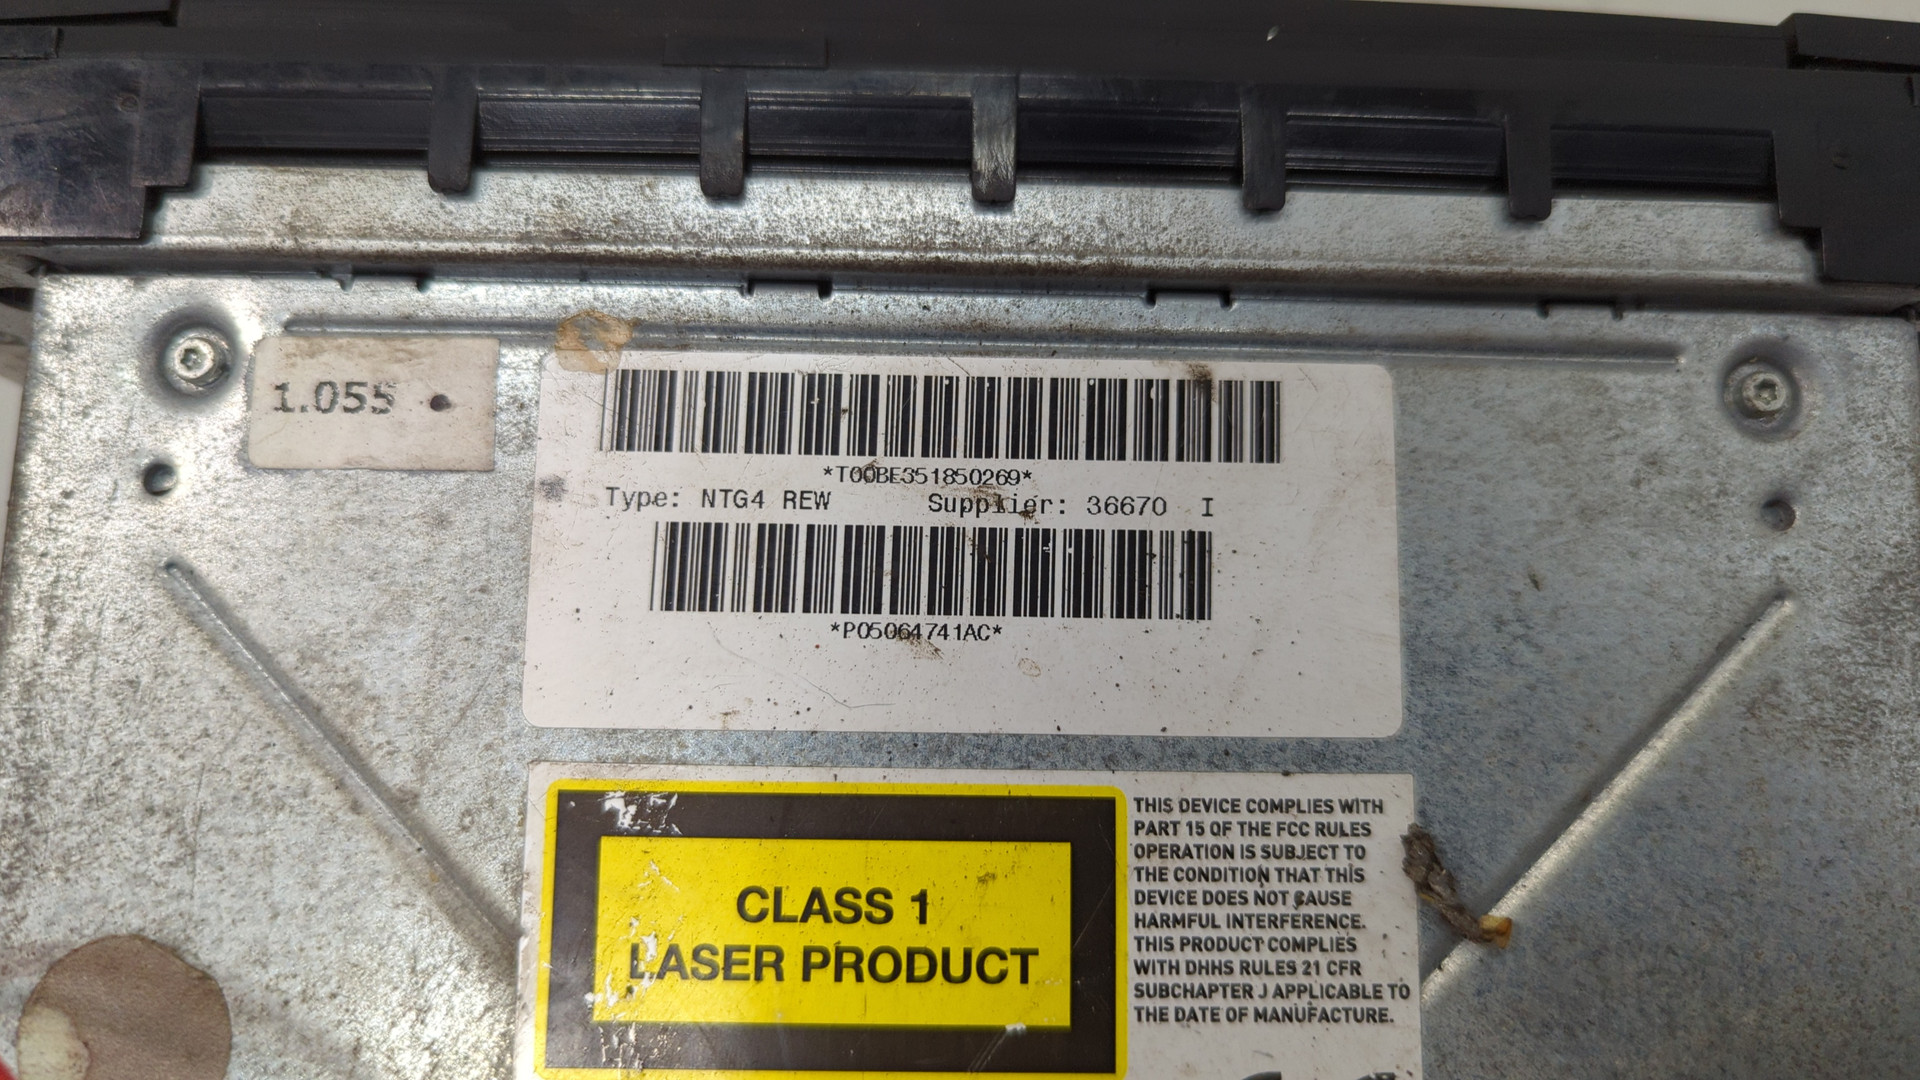 1.055
*T00BE351850269*
Type: NTG4 REW Supplier: 36670 I
*P05064741AC*
CLASS 1
LASER PRODUCT
THIS DEVICE COMPLIES WITH
PART 15 OF THE FCC RULES
OPERATION IS SUBJECT TO
THE CONDITION THAT THIS
DEVICE DOES NOT CAUSE
HARMFUL INTERFERENCE.
THIS PRODUCT COMPLIES
WITH DHHS RULES 21 CFR
SUBCHAPTER J APPLICABLE TO
THE DATE OF MANUFACTURE.